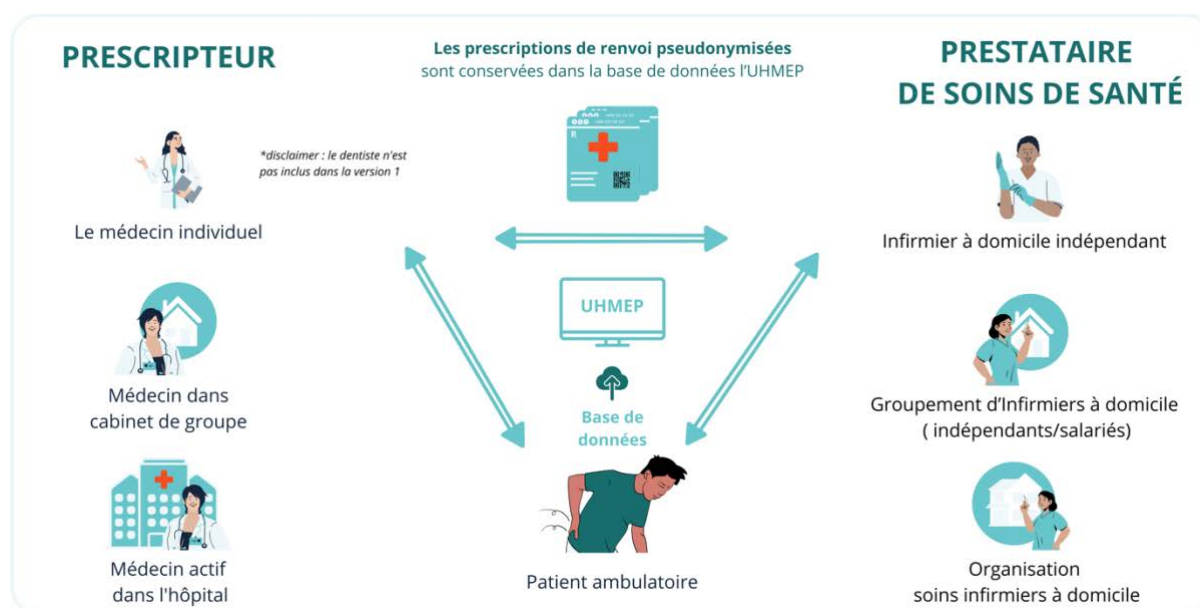 PRESCRIPTEUR
Les prescriptions de renvoi pseudonymisées
sont conservées dans la base de données l'UHMEP
PRESTATAIRE
DE SOINS DE SANTÉ
*disclaimer : le dentiste n'est
pas inclus dans la version 1
R
Le médecin individuel
Infirmier à domicile indépendant
UHMEP
Médecin dans
cabinet de groupe
Base de
données
Groupement d'Infirmiers à domicile
( indépendants/salariés)
Médecin actif
dans l'hôpital
Patient ambulatoire
Organisation
soins infirmiers à domicile